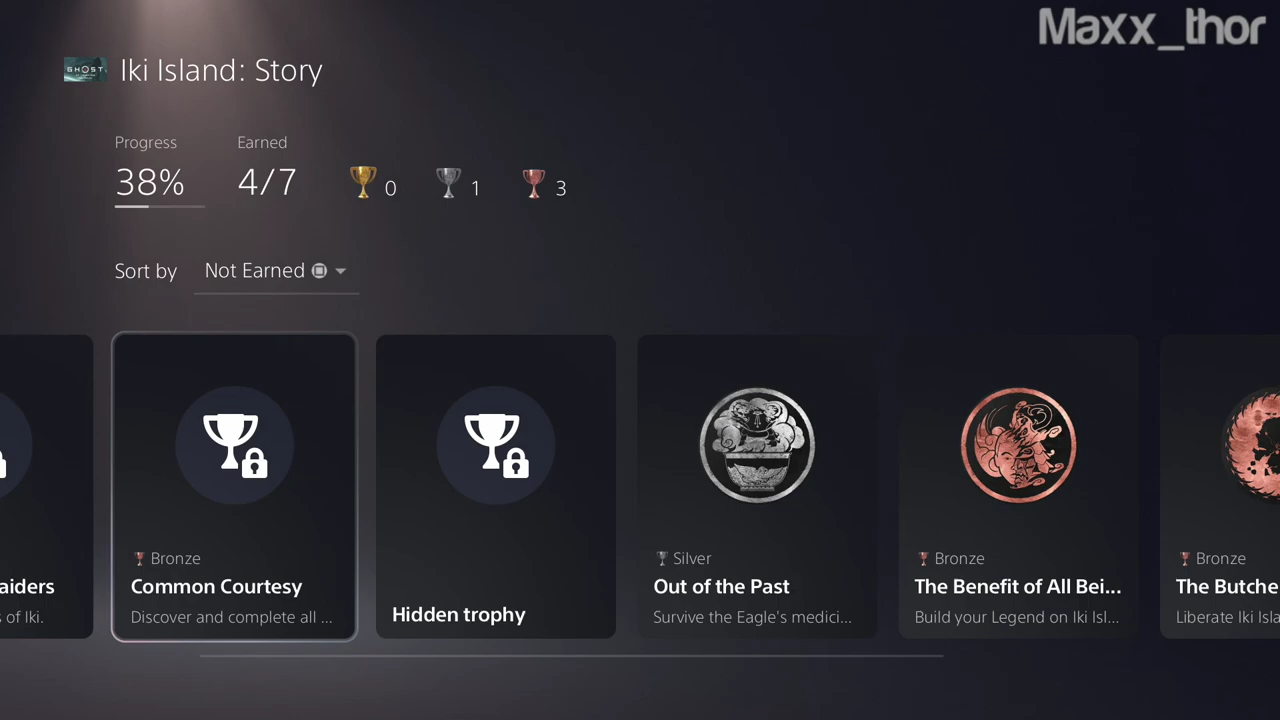 Maxx_thor
GHOST
Iki Island: Story
Progress
Earned
38%
4/7
0
1
3
Sort by
Not Earned
aiders
s of Iki.
Bronze
Common Courtesy
Discover and complete all ...
Hidden trophy
Silver
Out of the Past
Survive the Eagle's medici...
Bronze
The Benefit of All Bei...
Build your Legend on Iki Isl...
Bronze
The Butche
Liberate Iki Isla